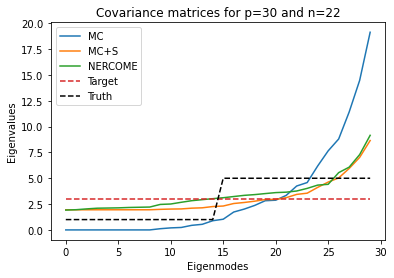 Covariance matrices for p=30 and n=22
MC
MC+S
NERCOME
Target
Truth
Eigenvalues
20.0
17.5
15.0
12.5
10.0
7.5
5.0
2.5
0.0
0 5 10 15 20 25 30
Eigenmodes